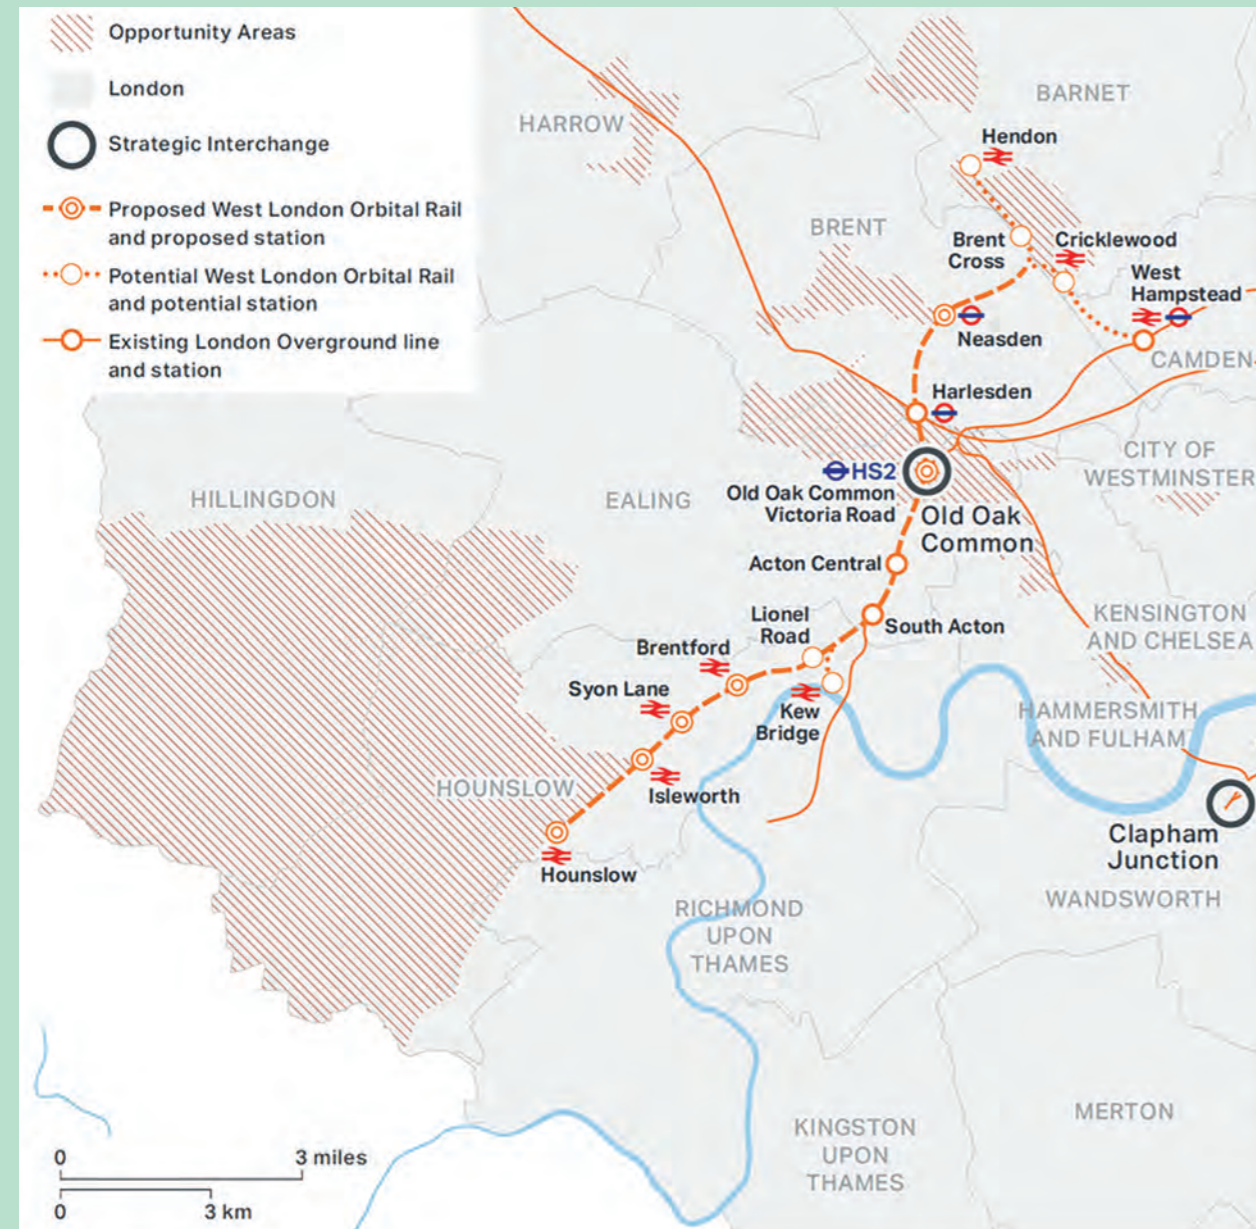 Opportunity Areas
London
Strategic Interchange
Proposed West London Orbital Rail
and proposed station
Potential West London Orbital Rail
and potential station
Existing London Overground line
and station
HARROW
BARNET
Hendon
BRENT
Brent
Cross
Cricklewood
West
Hampstead
Neasden
CAMDEN
Harlesden
CITY OF
WESTMINSTER
HS2
Old Oak Common
Victoria Road
Old Oak
Common
HILLINGDON
EALING
Acton Central
Lionel
Road
South Acton
KENSINGTON
AND CHELSEA
Brentford
Syon Lane
Kew
Bridge
HAMMERSMITH
AND FULHAM
HOUNSLOW
Isleworth
Clapham
Junction
Hounslow
WANDSWORTH
RICHMOND
UPON
THAMES
MERTON
KINGSTON
UPON
THAMES
0
3 miles
0
3 km